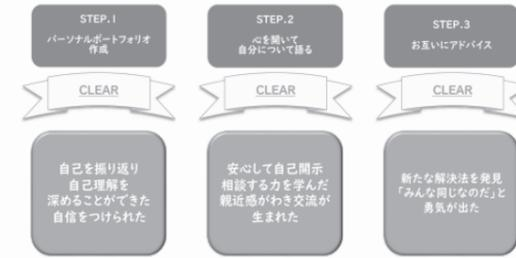 STEP.1
パーソナルポートフォリオ
作成
CLEAR
自己を振り返り
自己理解を
深めることができた
自信をつけられた
STEP.2
心を開いて
自分について語る
CLEAR
安心して自己開示
相談する力を学んだ
親近感がわき交流が
生まれた
STEP.3
お互いにアドバイス
CLEAR
新たな解決法を発見
「みんな同じなのだ」と
勇気が出た